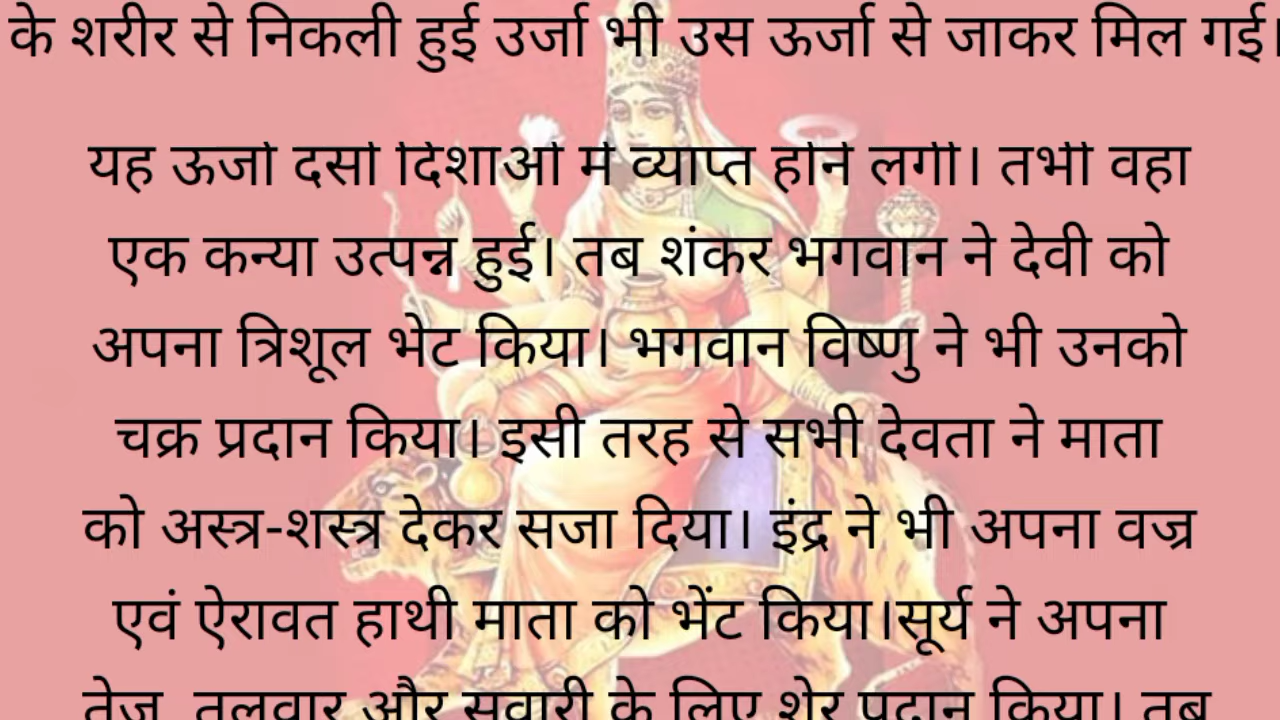 के शरीर से निकली हुई उर्जा भी उस ऊर्जा से जाकर मिल गई।
यह ऊर्जा दसों दिशाओं में व्याप्त होने लगी। तभी वहां
एक कन्या उत्पन्न हुई। तब शंकर भगवान ने देवी को
अपना त्रिशूल भेट किया। भगवान विष्णु ने भी उनको
चक्र प्रदान किया। इसी तरह से सभी देवता ने माता
को अस्त्र-शस्त्र देकर सजा दिया। इंद्र ने भी अपना वज्र
एवं ऐरावत हाथी माता को भेंट किया।सूर्य ने अपना
तेज, तलवार और सवारी के लिए शेर प्रदान किया। तब